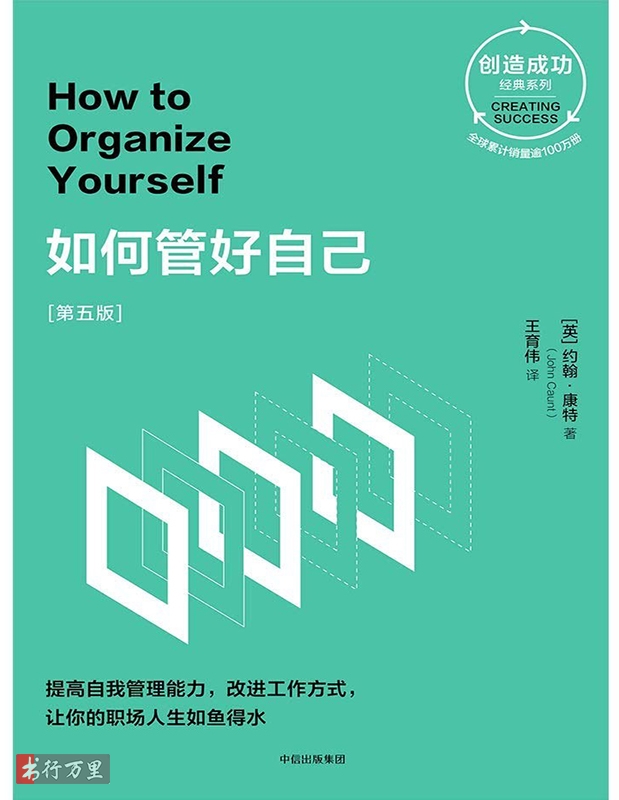 How to
Organize
Yourself
如何管好自己
[第五版]
创造成功
经典系列
CREATING
SUCCESS
全球累计销量逾100万册
[英] 约翰·康特 著
(John Caunt)
王育伟 译
提高自我管理能力，改进工作方式，
让你的职场人生如鱼得水
书行万里
中信出版集团